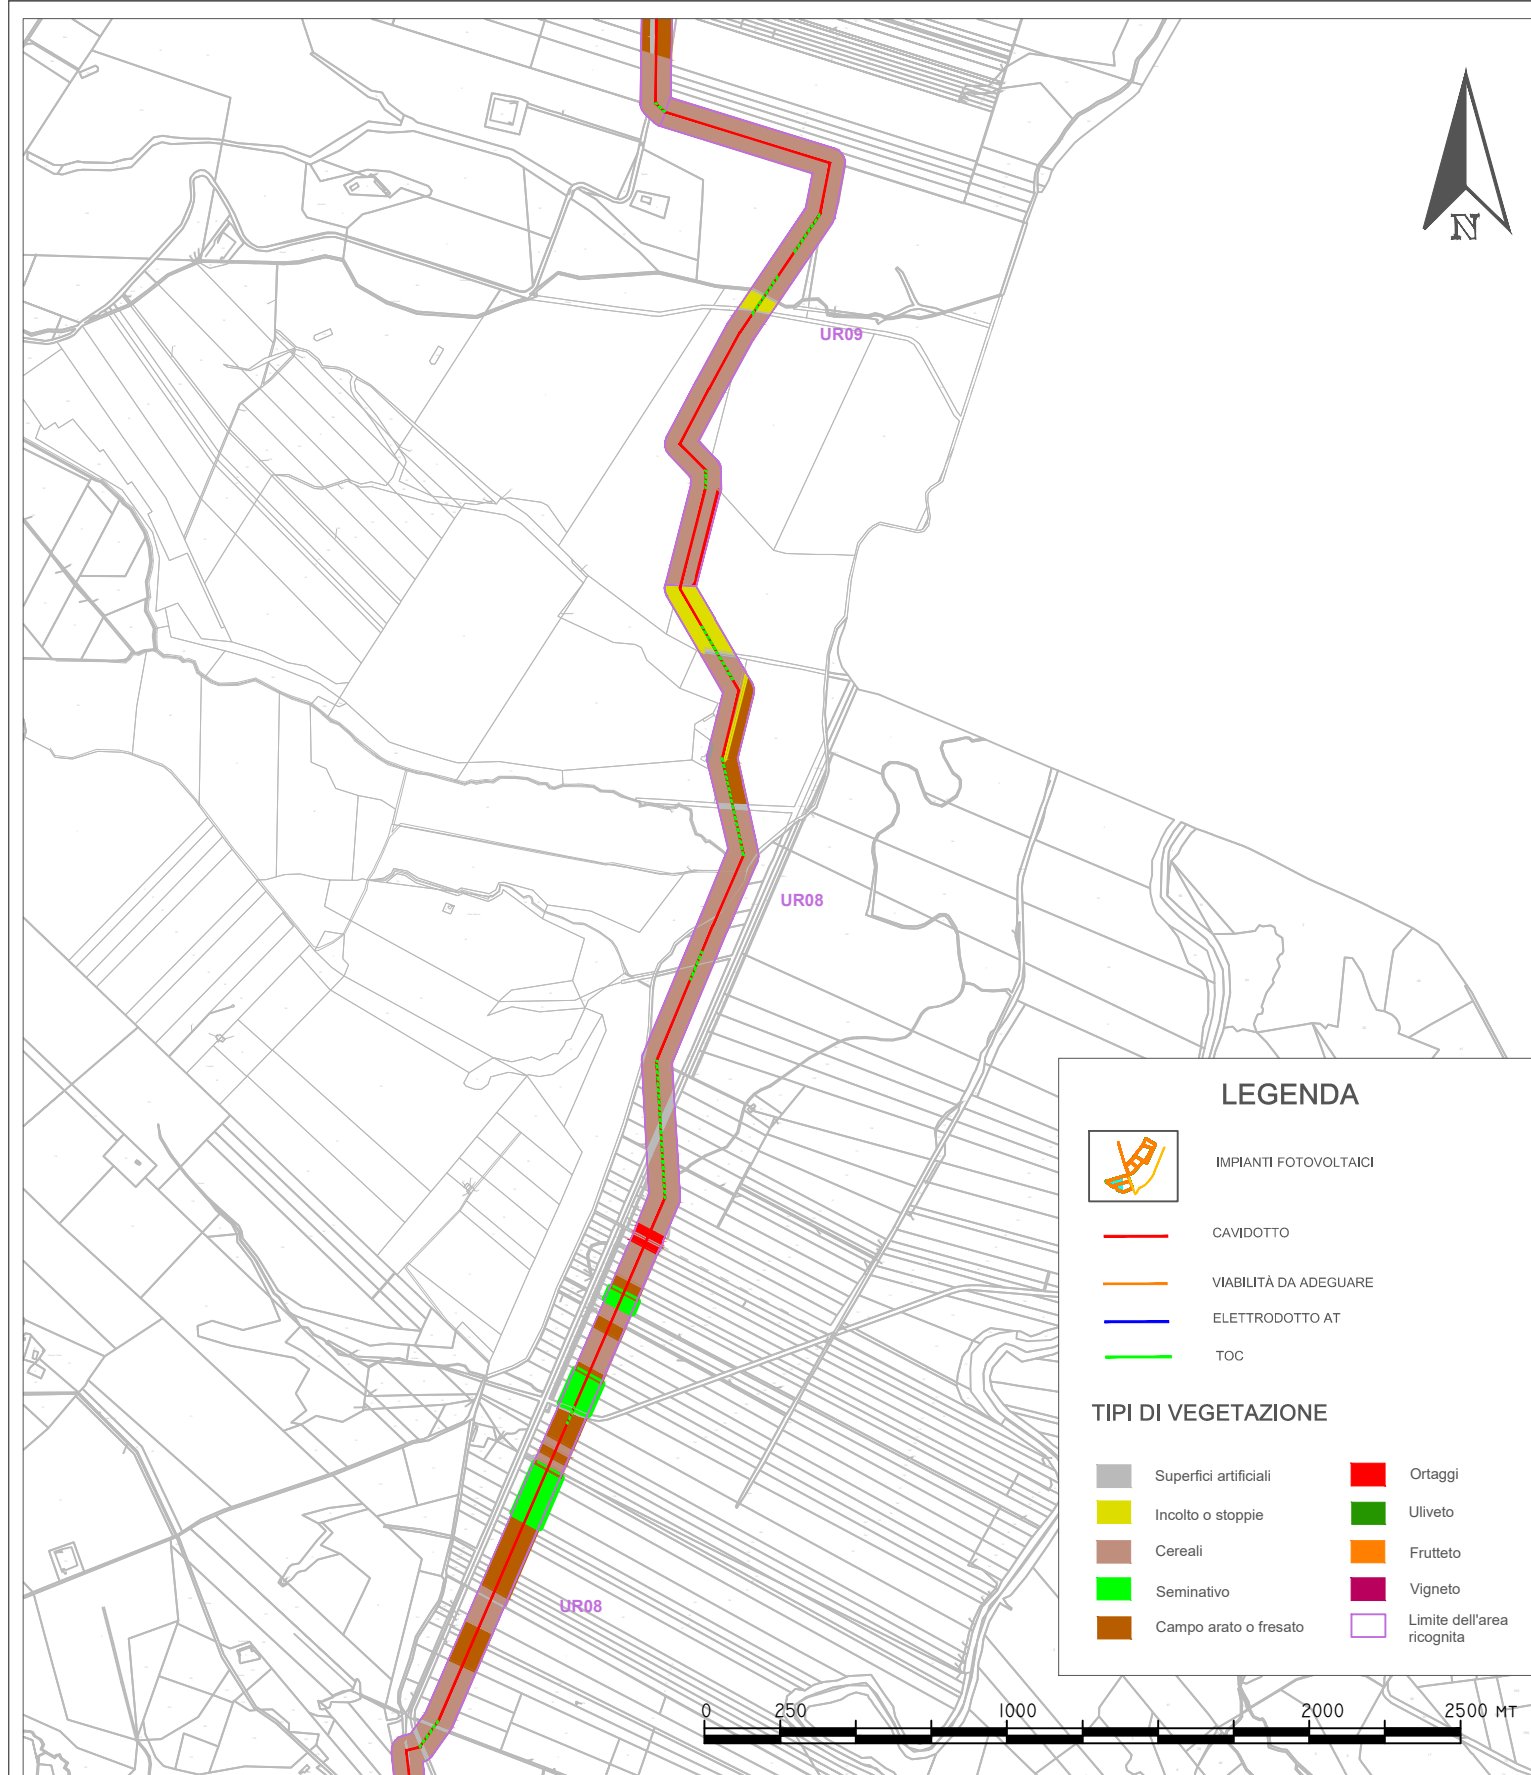 N
UR09
UR08
UR08
LEGENDA
IMPIANTI FOTOVOLTAICI
CAVIDOTTO
VIABILITÀ DA ADEGUARE
ELETTRODOTTO AT
TOC
TIPI DI VEGETAZIONE
Superfici artificiali
Incolto o stoppie
Cereali
Seminativo
Campo arato o fresato
Ortaggi
Uliveto
Frutteto
Vigneto
Limite dell'area
ricognita
0 250 1000 2000 2500 MT